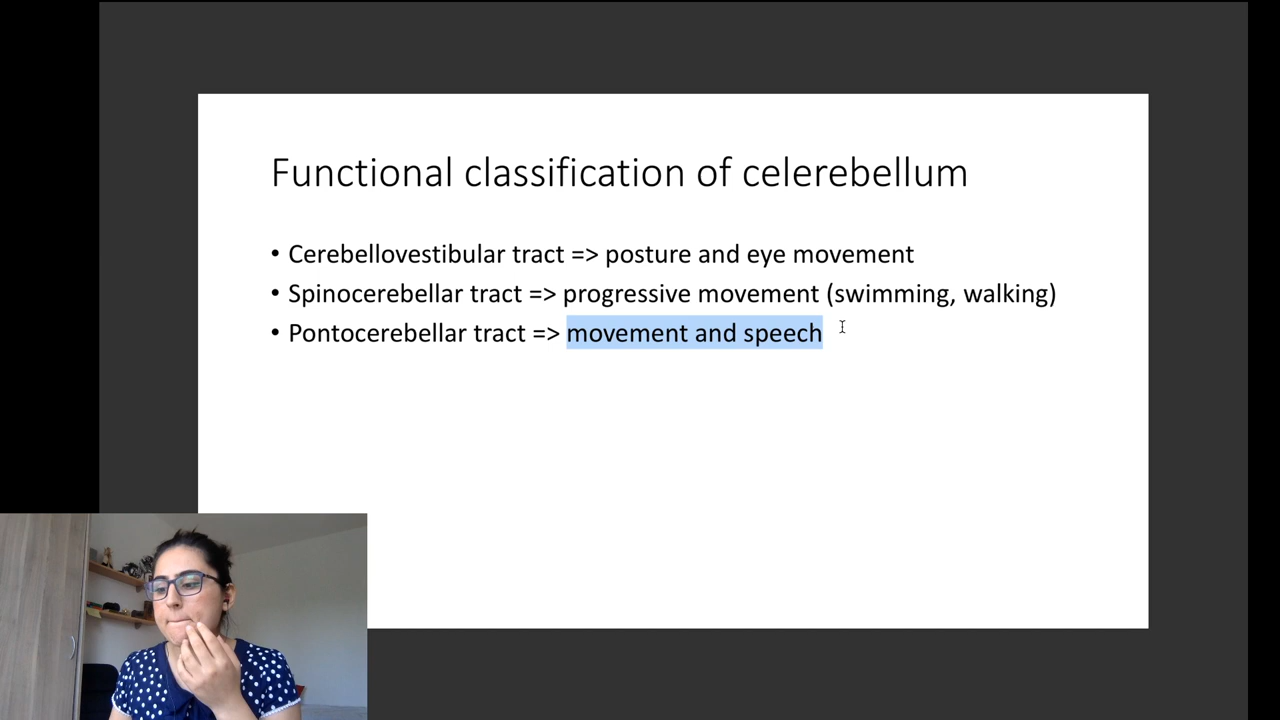 Functional classification of celerebellum
• Cerebellovestibular tract => posture and eye movement
• Spinocerebellar tract => progressive movement (swimming, walking)
• Pontocerebellar tract => movement and speech